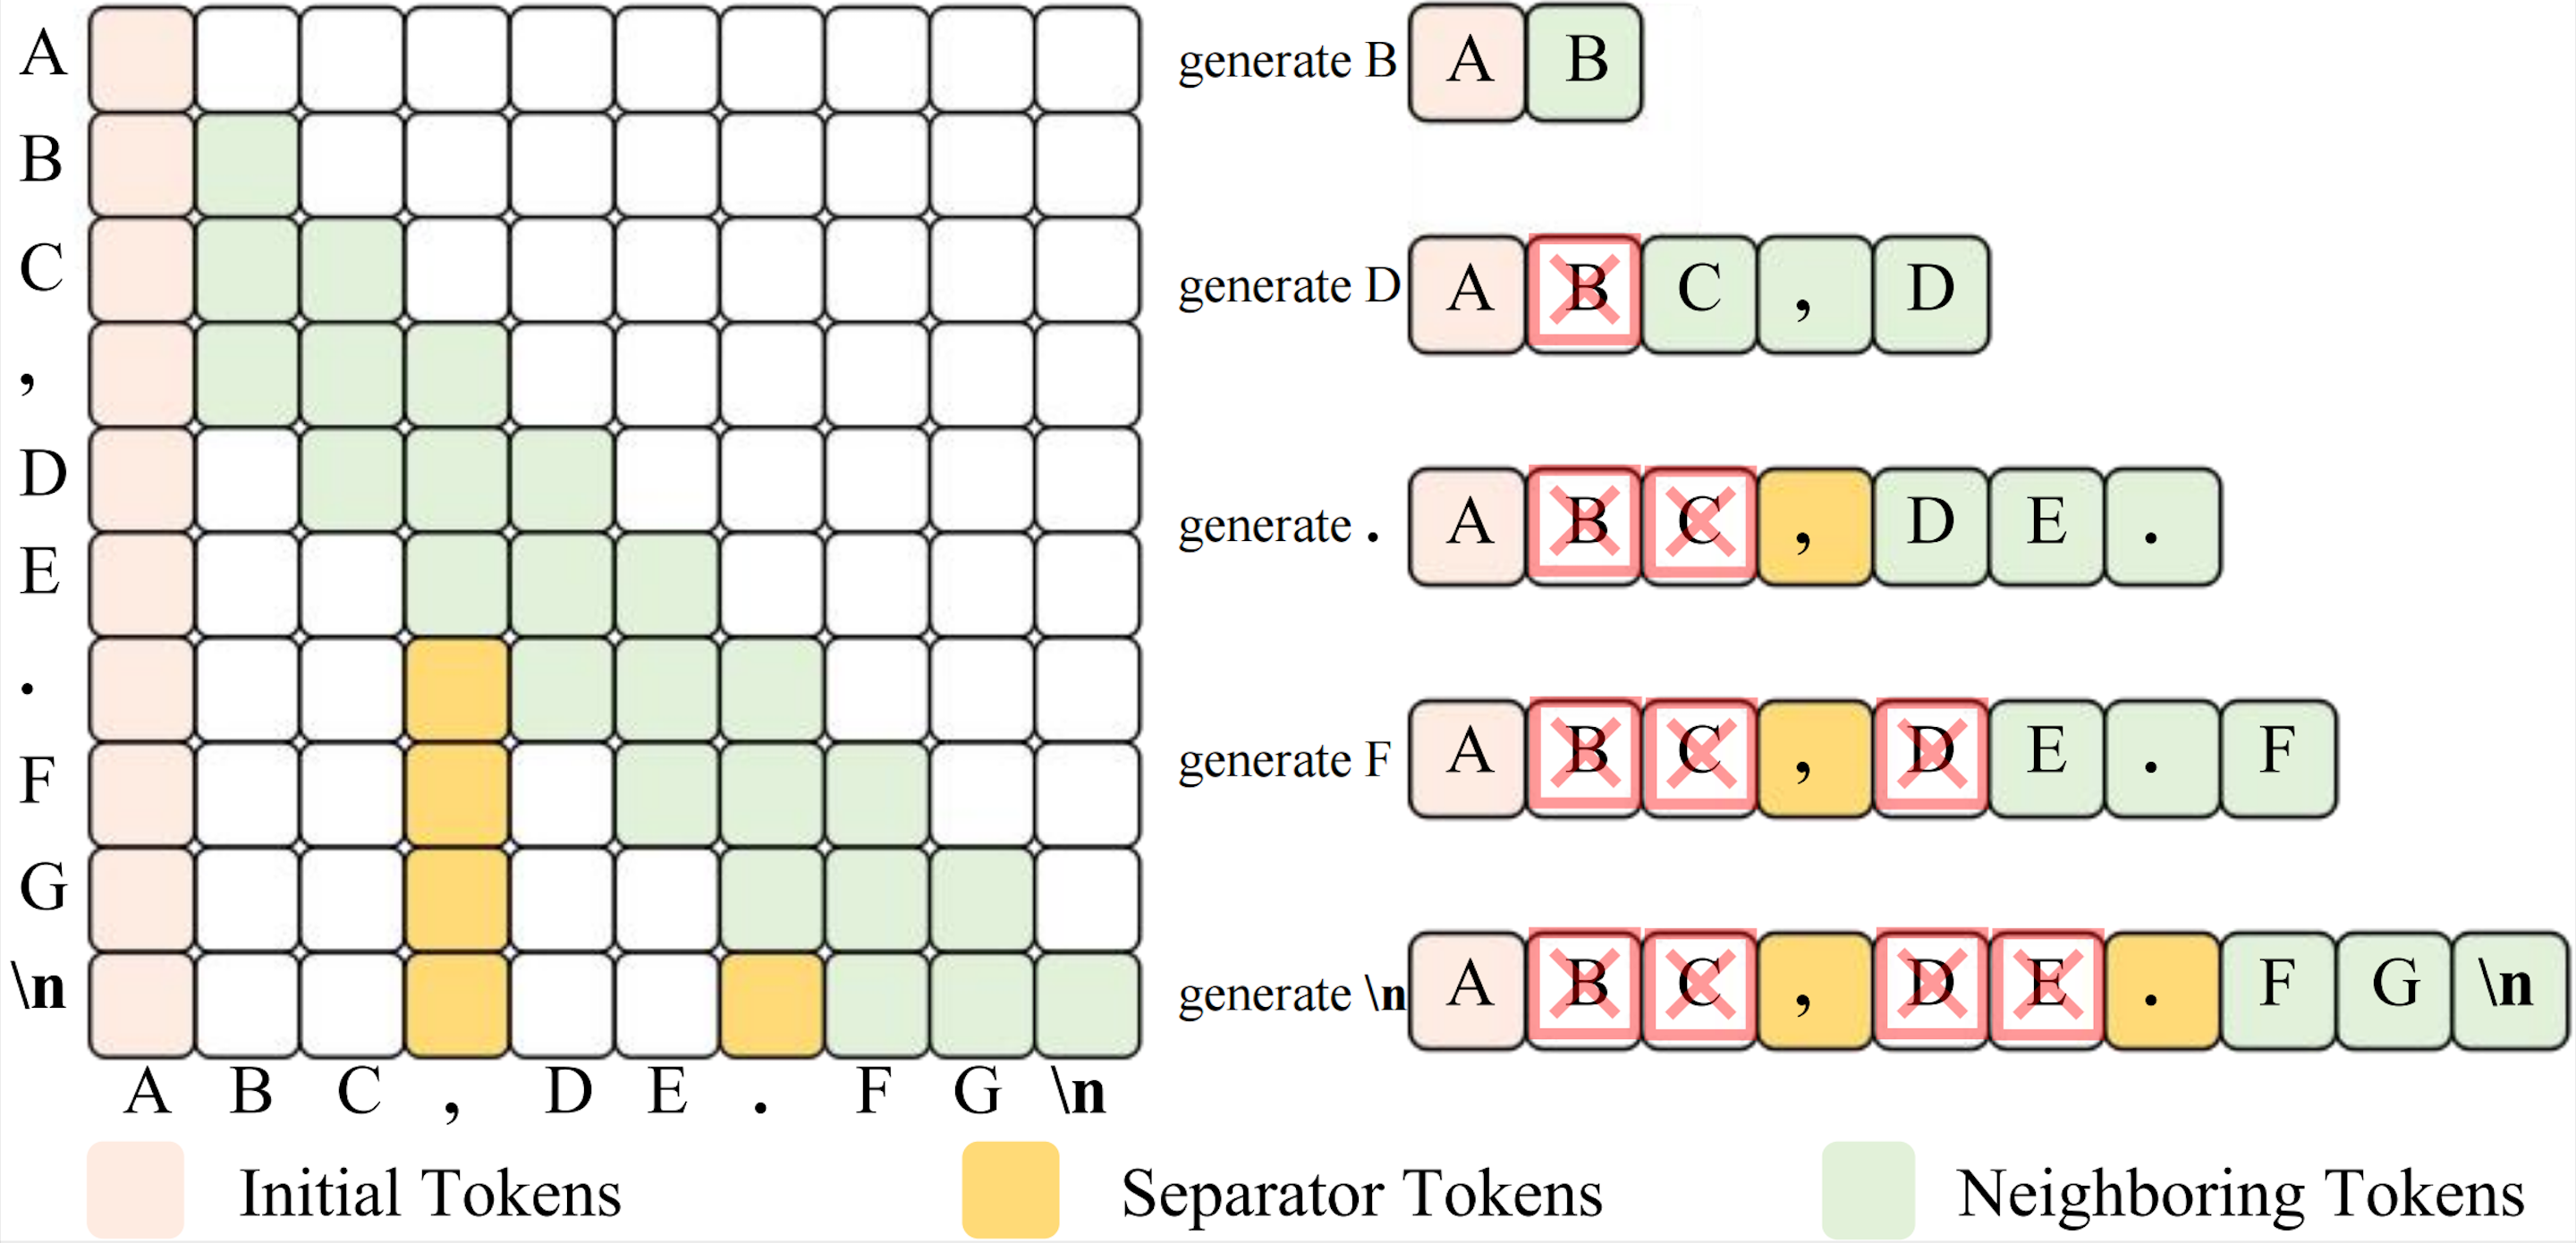 A
B
C
,
D
E
.
F
G
\n
A B C , D E . F G \n
generate B A B
generate D A B C , D
generate . A B C , D E .
generate F A B C , D E . F
generate \n A B C , D E . F G \n
Initial Tokens Separator Tokens Neighboring Tokens